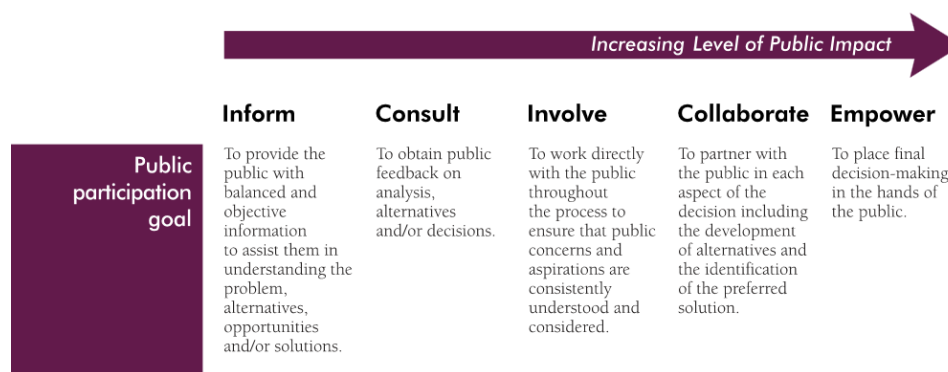 Increasing Level of Public Impact
Inform
Consult
Involve
Collaborate
Empower
Public
participation
goal
To provide the
public with
balanced and
objective
information
to assist them in
understanding the
problem,
alternatives,
opportunities
and/or solutions.
To obtain public
feedback on
analysis,
alternatives
and/or decisions.
To work directly
with the public
throughout
the process to
ensure that public
concerns and
aspirations are
consistently
understood and
considered.
To partner with
the public in each
aspect of the
decision including
the development
of alternatives and
the identification
of the preferred
solution.
To place final
decision-making
in the hands of
the public.